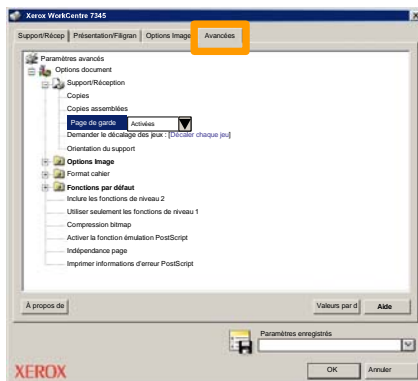 Xerox WorkCentre 7345
Support/Récep Présentation/Filigran Options Image Avancées
Paramètres avancés
Options document
Support/Réception
Copies
Copies assemblées
Page de garde Activées
Demander le décalage des jeux : [Décaler chaque jeu]
Orientation du support
Options Image
Format cahier
Fonctions par défaut
Inclure les fonctions de niveau 2
Utiliser seulement les fonctions de niveau 1
Compression bitmap
Activer la fonction émulation PostScript
Indépendance page
Imprimer informations d'erreur PostScript
À propos de Valeurs par d Aide
Paramètres enregistrés
XEROX OK Annuler